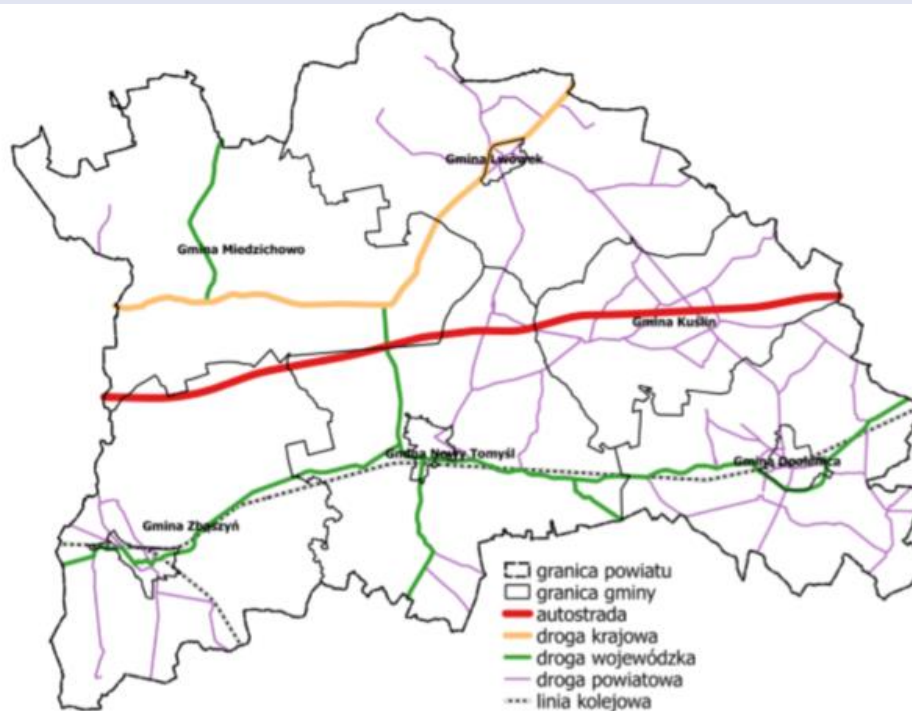 Gmina Lwówek
Gmina Miedzichowo
Gmina Kuślin
Gmina Nowy Tomyśl
Gmina Opalenica
Gmina Zbąszyń
granica powiatu
granica gminy
autostrada
droga krajowa
droga wojewódzka
droga powiatowa
linia kolejowa